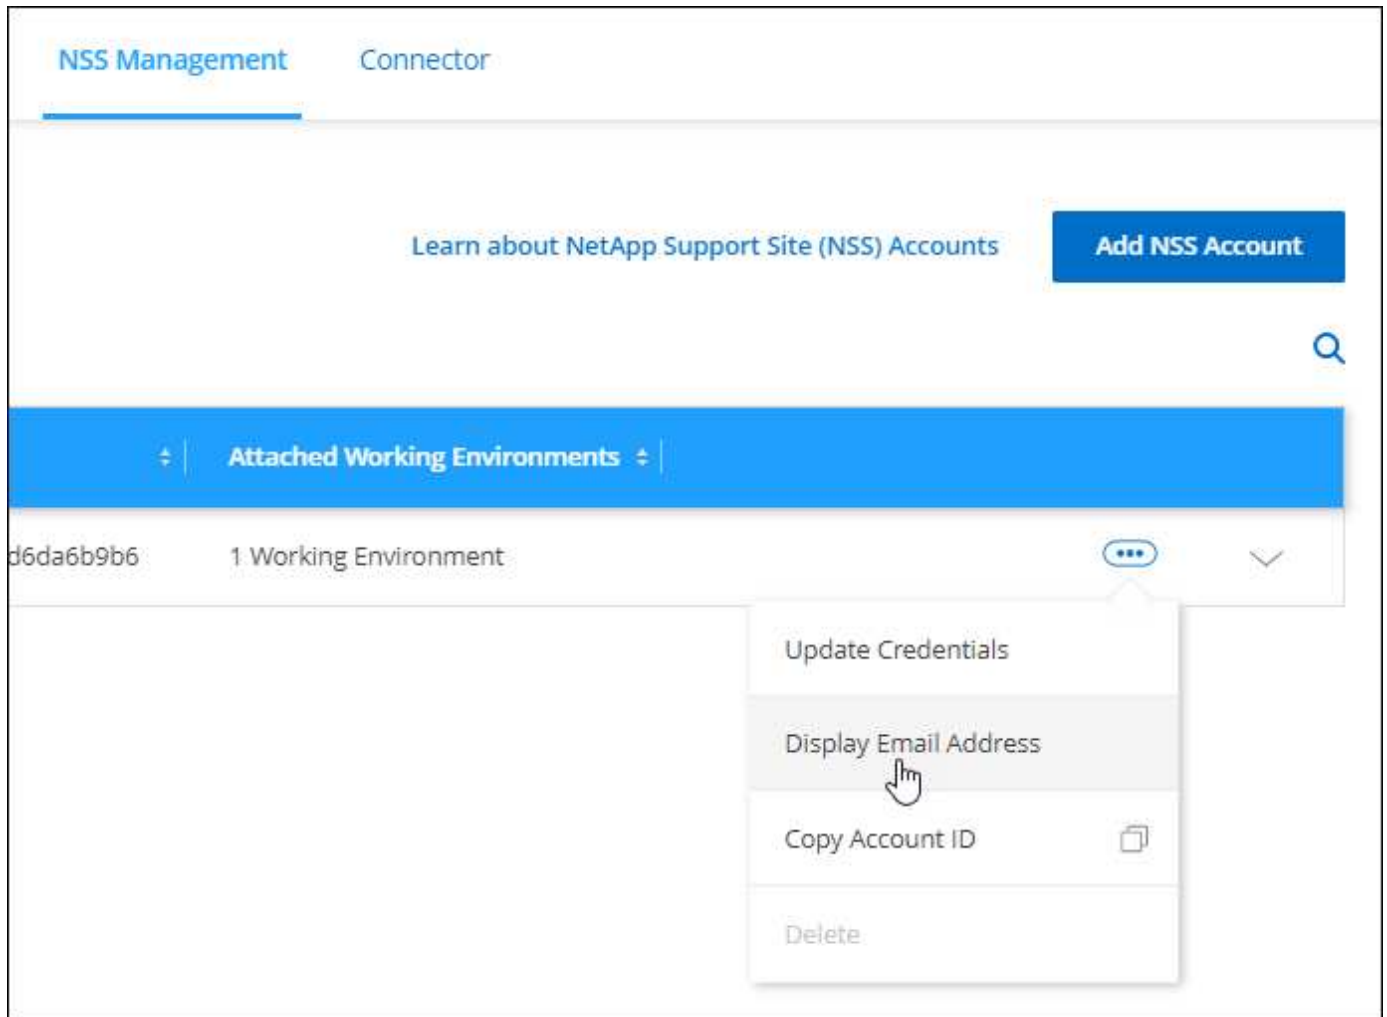 NSS Management Connector
Learn about NetApp Support Site (NSS) Accounts Add NSS Account
Attached Working Environments
d6da6b9b6 1 Working Environment
Update Credentials
Display Email Address
Copy Account ID
Delete